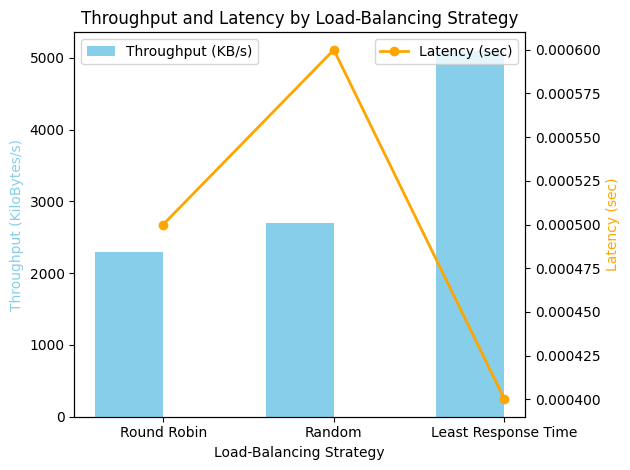 Throughput and Latency by Load-Balancing Strategy
Throughput (KB/s)
Latency (sec)
Throughput (KiloBytes/s)
5000
4000
3000
2000
1000
0
0.000600
0.000575
0.000550
0.000525
0.000500
0.000475
0.000450
0.000425
0.000400
Latency (sec)
Round Robin
Random
Least Response Time
Load-Balancing Strategy